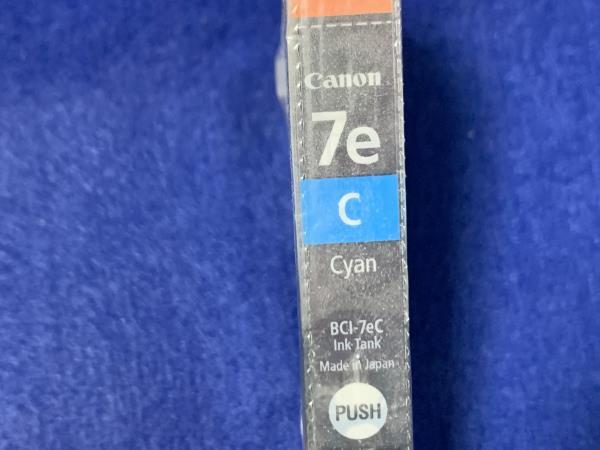 Canon
7e
C
Cyan
BCI-7eC
Ink Tank
Made in Japan
PUSH